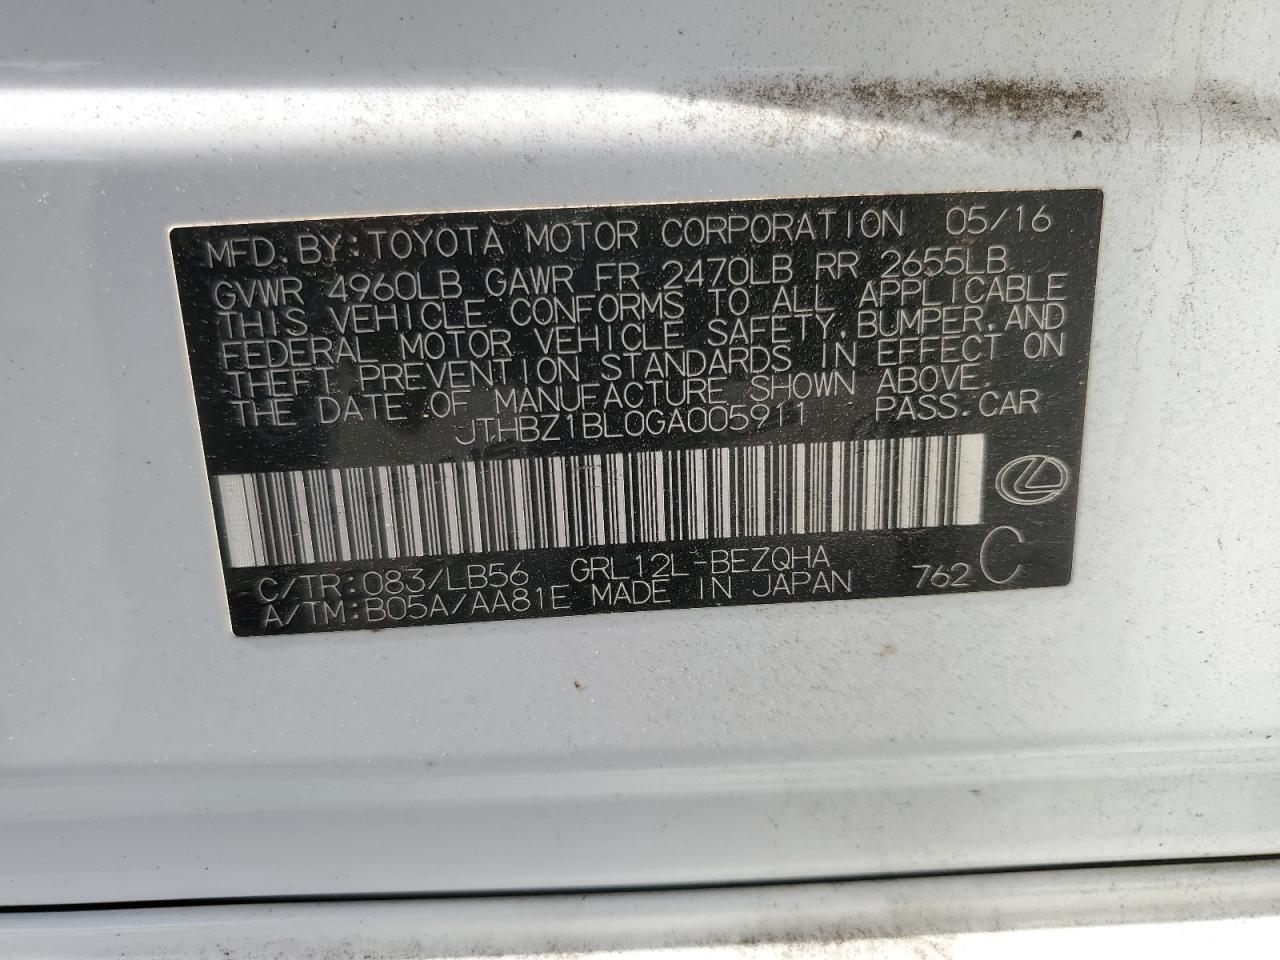 MFD. BY: TOYOTA MOTOR CORPORATION 05/16
GVWR 4960LB GAWR FR 2470LB RR 2655LB
THIS VEHICLE CONFORMS TO ALL APPLICABLE
FEDERAL MOTOR VEHICLE SAFETY, BUMPER, AND
THEFT PREVENTION STANDARDS IN EFFECT ON
THE DATE OF MANUFACTURE SHOWN ABOVE.
JTHBZ1BL0GA005911 PASS. CAR
C/TR: 083/LB56 GRL12L-BEZQHA 762 C
A/TM: B05A/AA81E MADE IN JAPAN